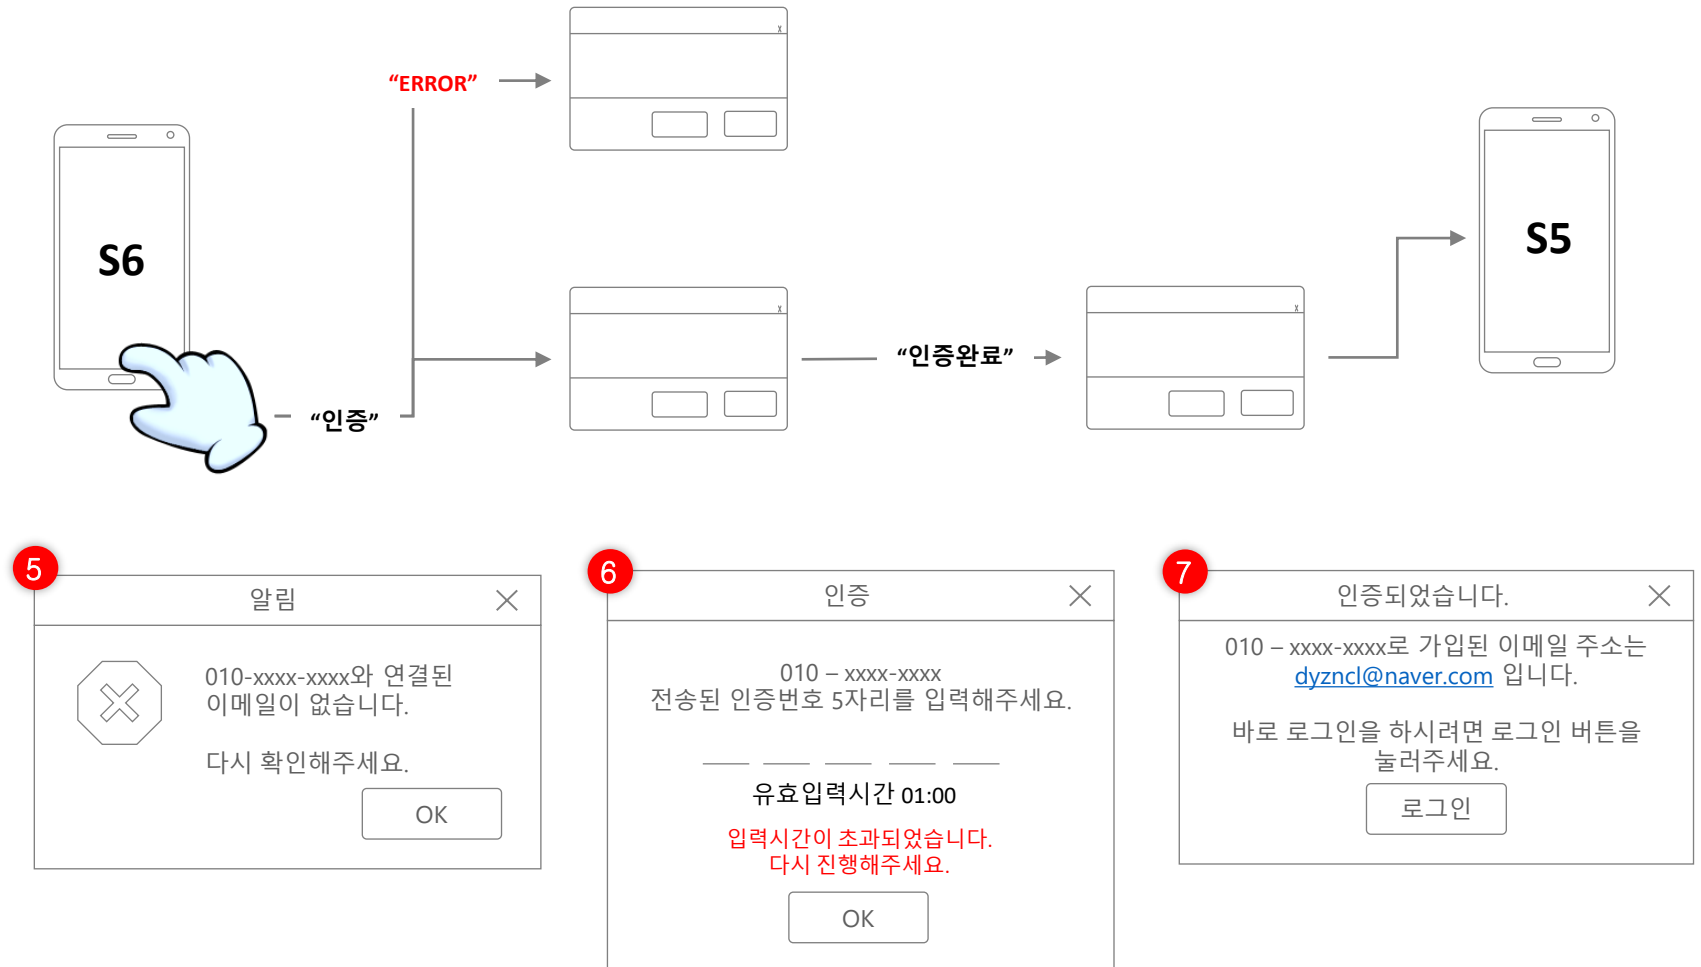 “ERROR”
x
S6
S5
x
“인증완료”
x
“인증”
5
알림
010-xxxx-xxxx와 연결된
이메일이 없습니다.
다시 확인해주세요.
OK
6
인증
010 – xxxx-xxxx
전송된 인증번호 5자리를 입력해주세요.
유효입력시간 01:00
입력시간이 초과되었습니다.
다시 진행해주세요.
OK
7
인증되었습니다.
010 – xxxx-xxxx로 가입된 이메일 주소는
dyzncl@naver.com 입니다.
바로 로그인을 하시려면 로그인 버튼을
눌러주세요.
로그인